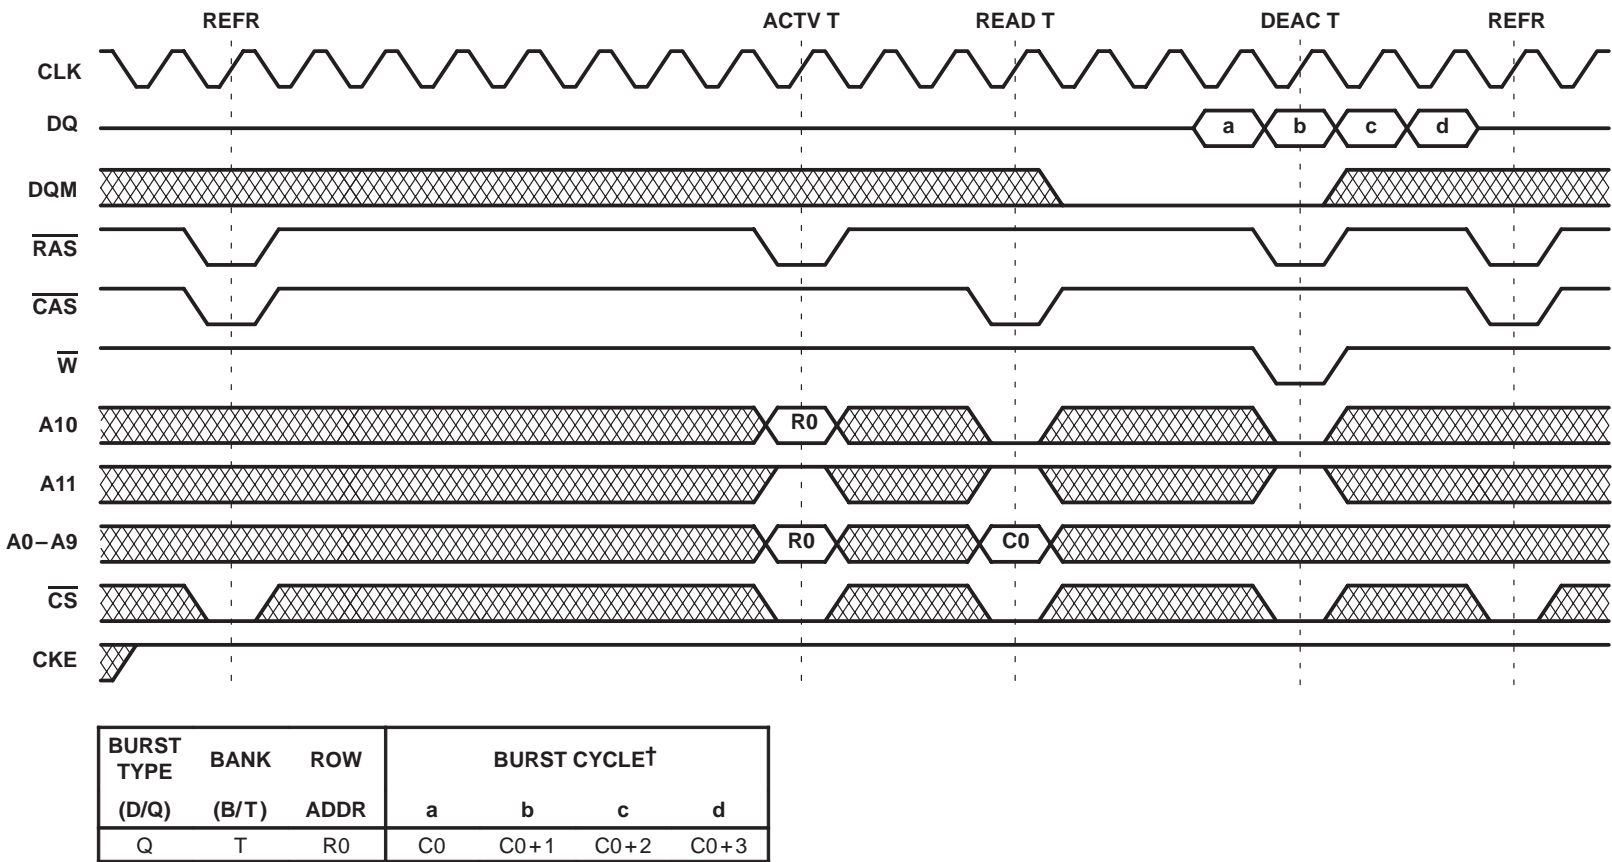 REFR ACTV T READ T DEAC T REFR
CLK
DQ a b c d
DQM
RAS
CAS
W
A10 R0
A11
A0–A9 R0 C0
CS
CKE
BURST TYPE BANK ROW BURST CYCLE†
(D/Q) (B/T) ADDR a b c d
Q T R0 C0 C0+1 C0+2 C0+3